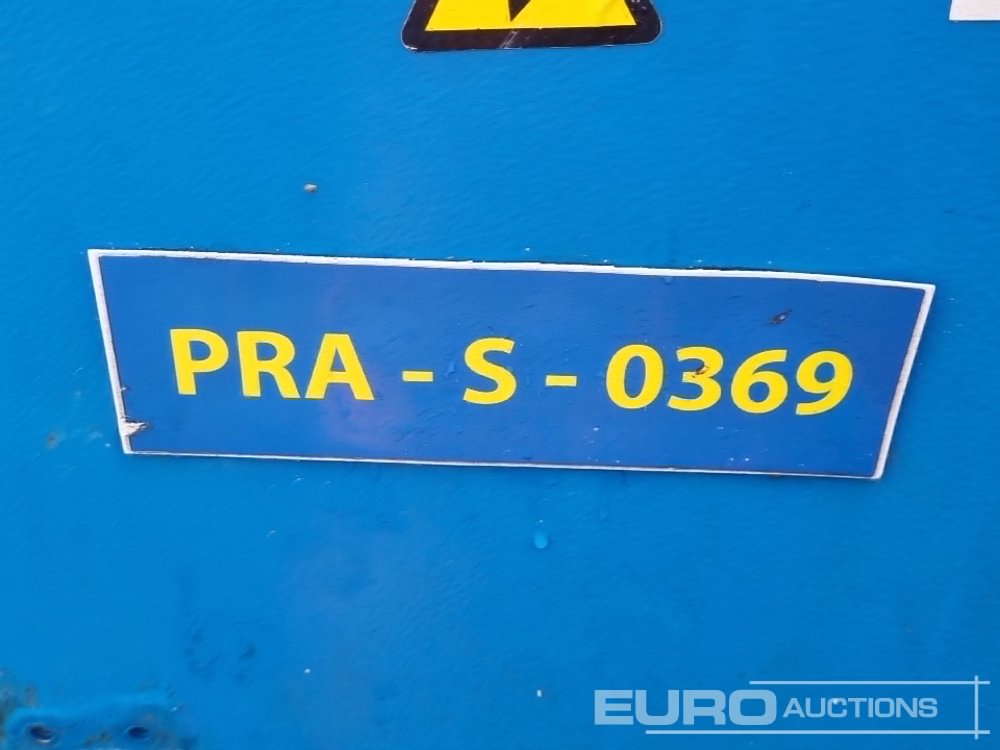 PRA - S - 0369
EURO AUCTIONS